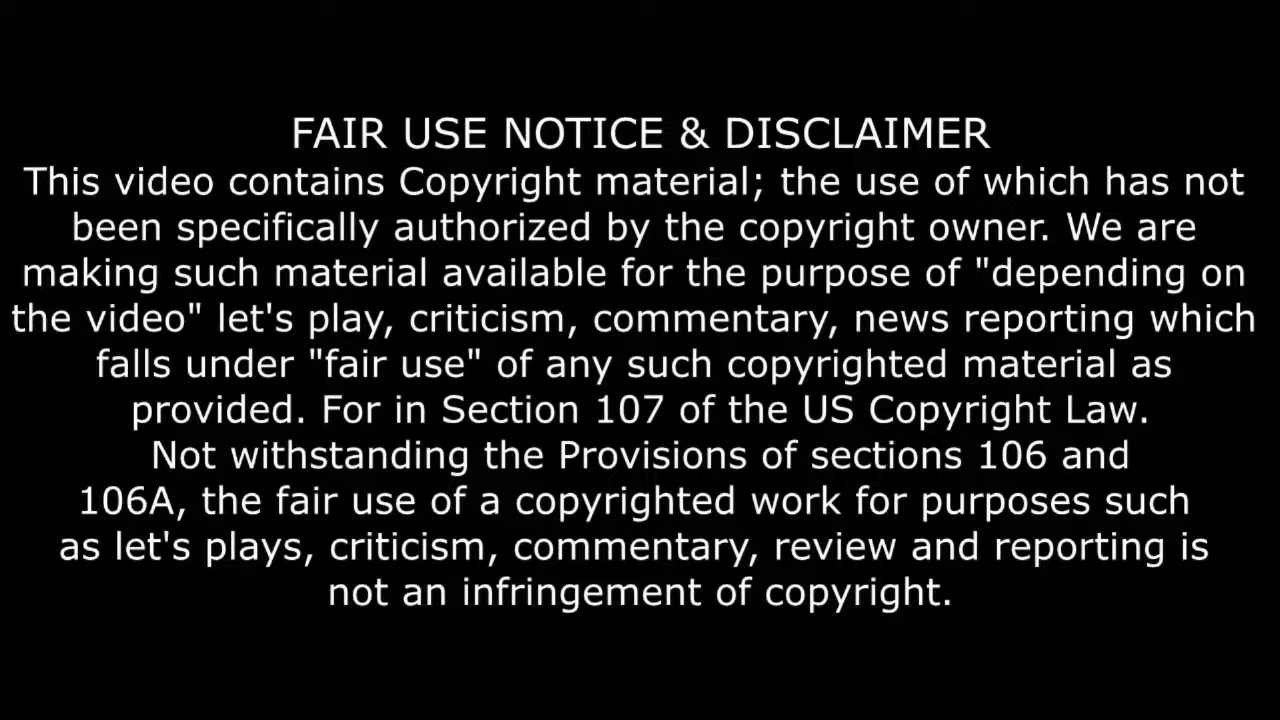 FAIR USE NOTICE & DISCLAIMER
This video contains Copyright material; the use of which has not
been specifically authorized by the copyright owner. We are
making such material available for the purpose of "depending on
the video" let's play, criticism, commentary, news reporting which
falls under "fair use" of any such copyrighted material as
provided. For in Section 107 of the US Copyright Law.
Not withstanding the Provisions of sections 106 and
106A, the fair use of a copyrighted work for purposes such
as let's plays, criticism, commentary, review and reporting is
not an infringement of copyright.